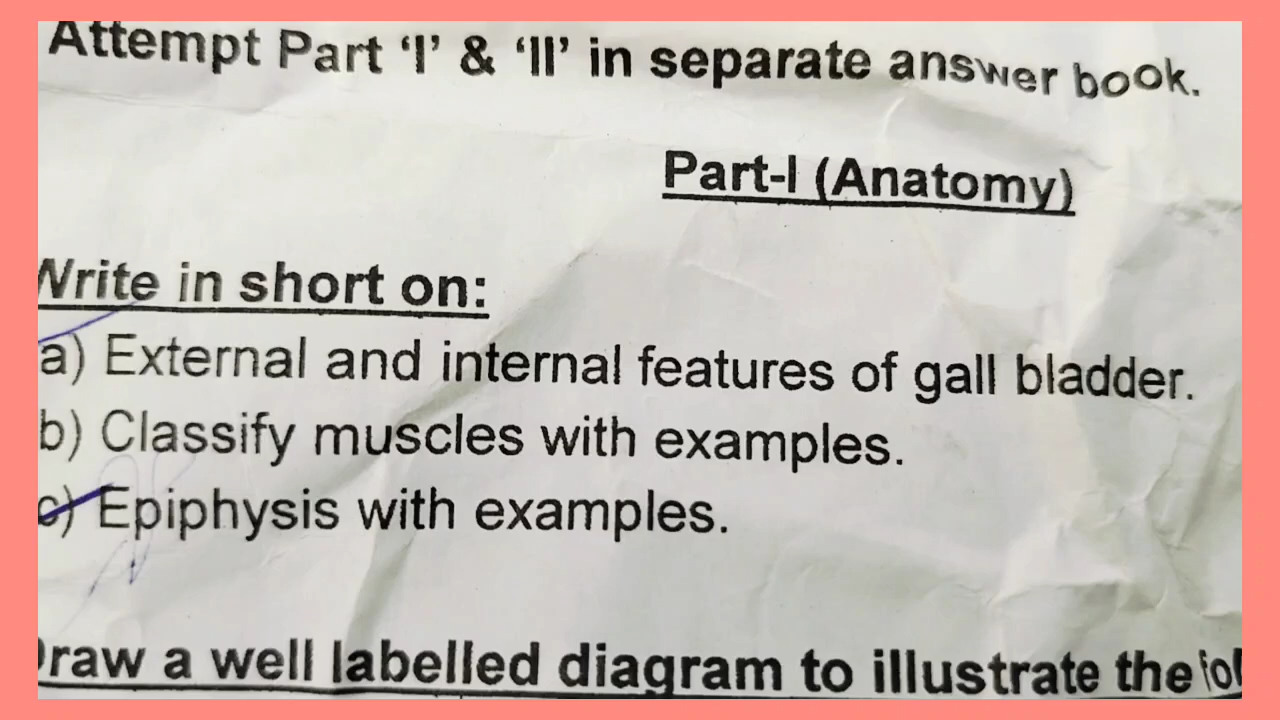 Attempt Part ‘I’ & ‘II’ in separate answer book.
Part-I (Anatomy)
Write in short on:
a) External and internal features of gall bladder.
b) Classify muscles with examples.
c) Epiphysis with examples.
Draw a well labelled diagram to illustrate the